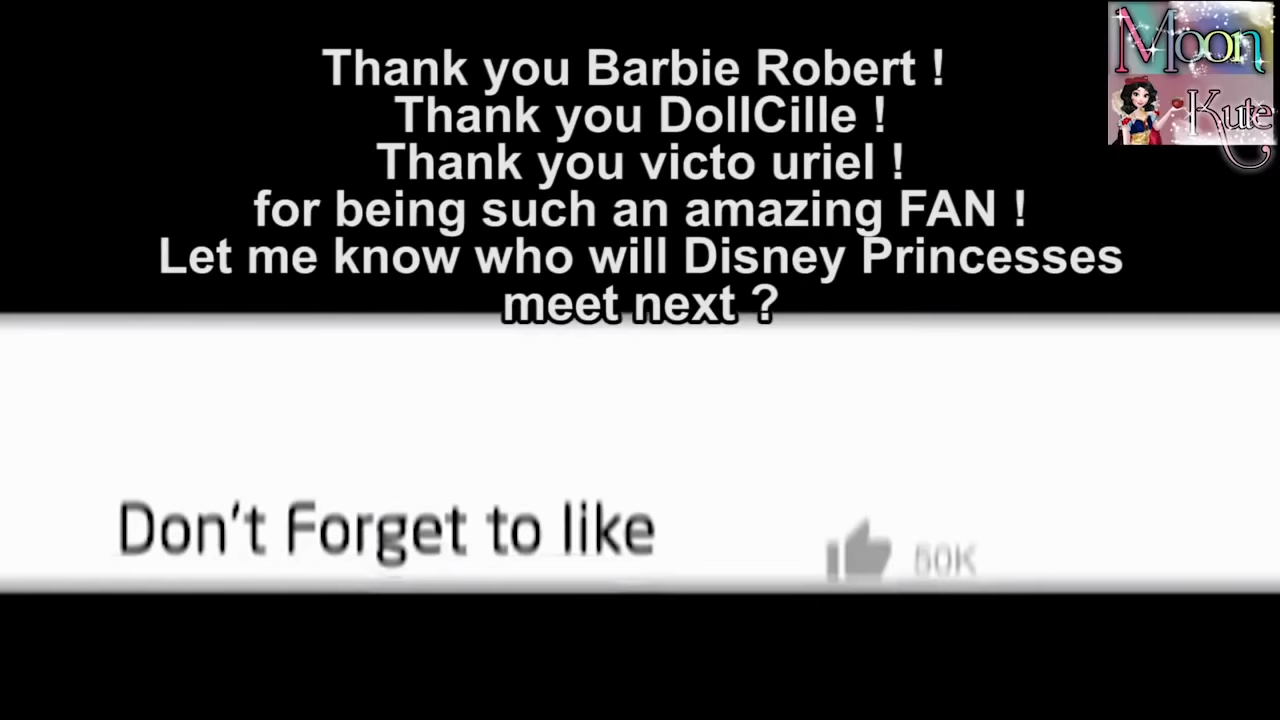 Moon
Kute
Thank you Barbie Robert !
Thank you DollCille !
Thank you victo uriel !
for being such an amazing FAN !
Let me know who will Disney Princesses
meet next ?
Don't Forget to like
50K